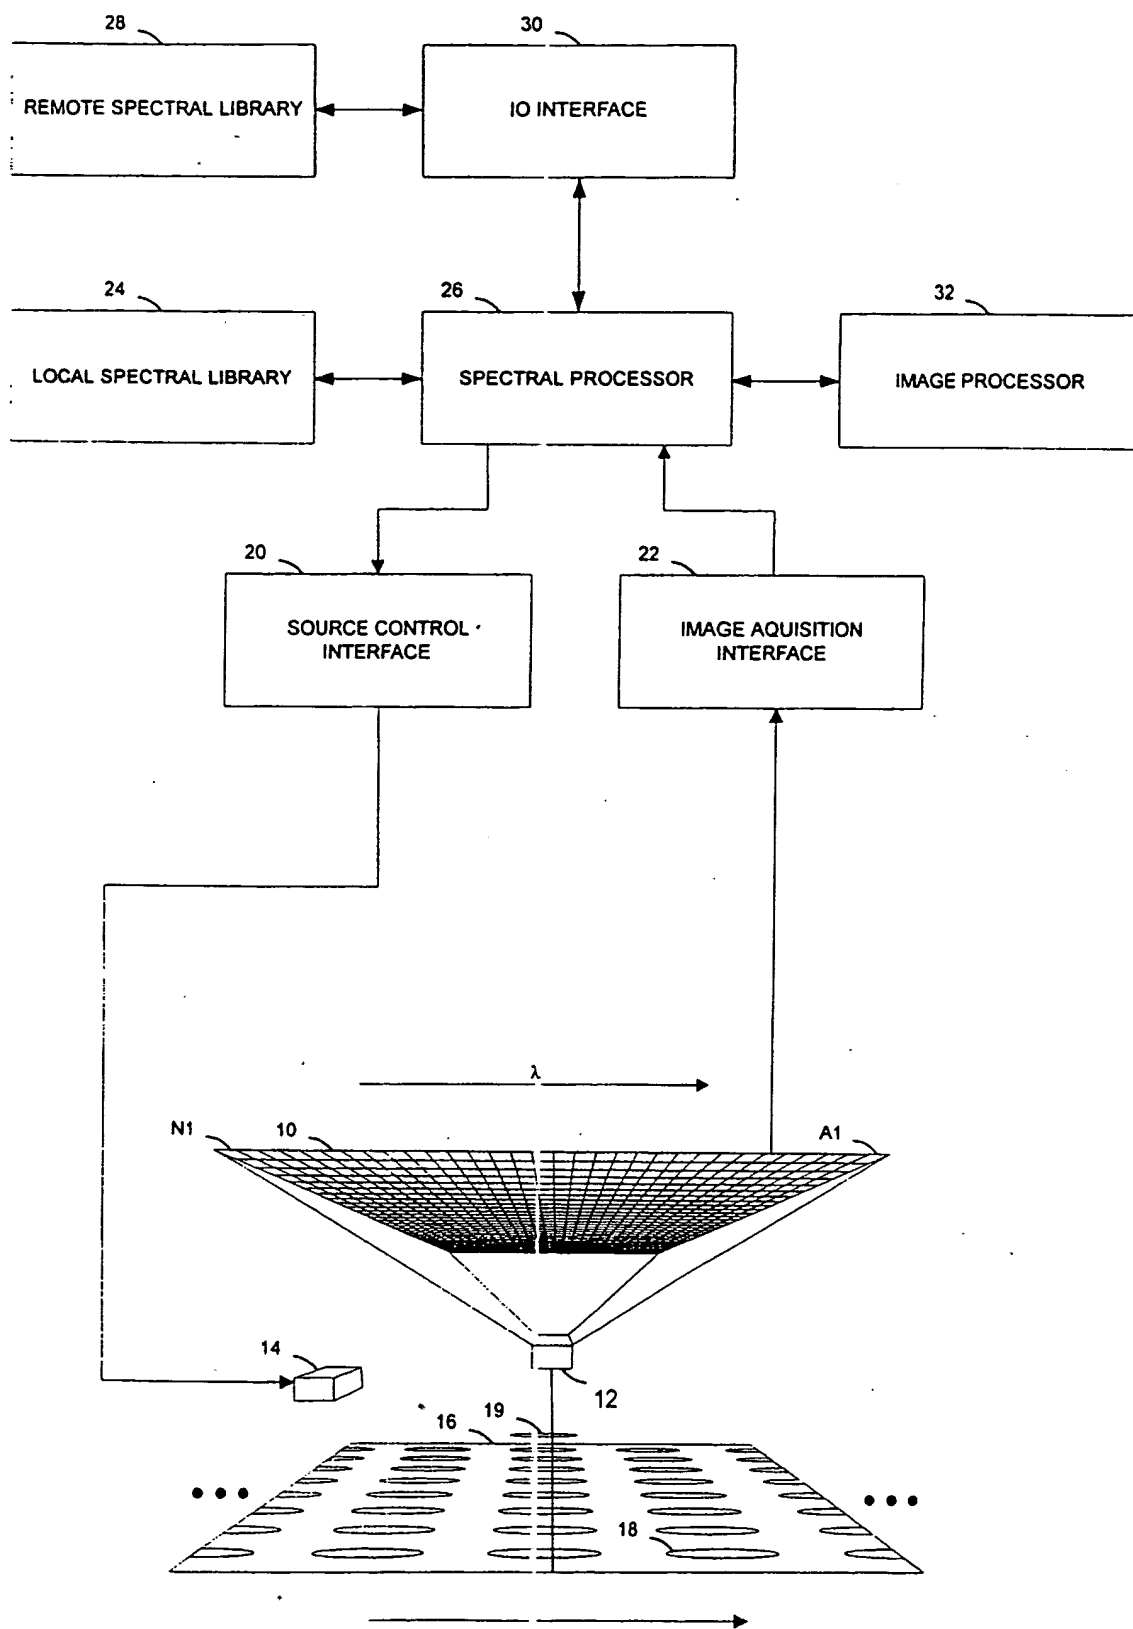 28
30
REMOTE SPECTRAL LIBRARY
IO INTERFACE
24
26
32
LOCAL SPECTRAL LIBRARY
SPECTRAL PROCESSOR
IMAGE PROCESSOR
20
22
SOURCE CONTROL
INTERFACE
IMAGE AQUISITION
INTERFACE
λ
N1
10
A1
14
12
16
19
18